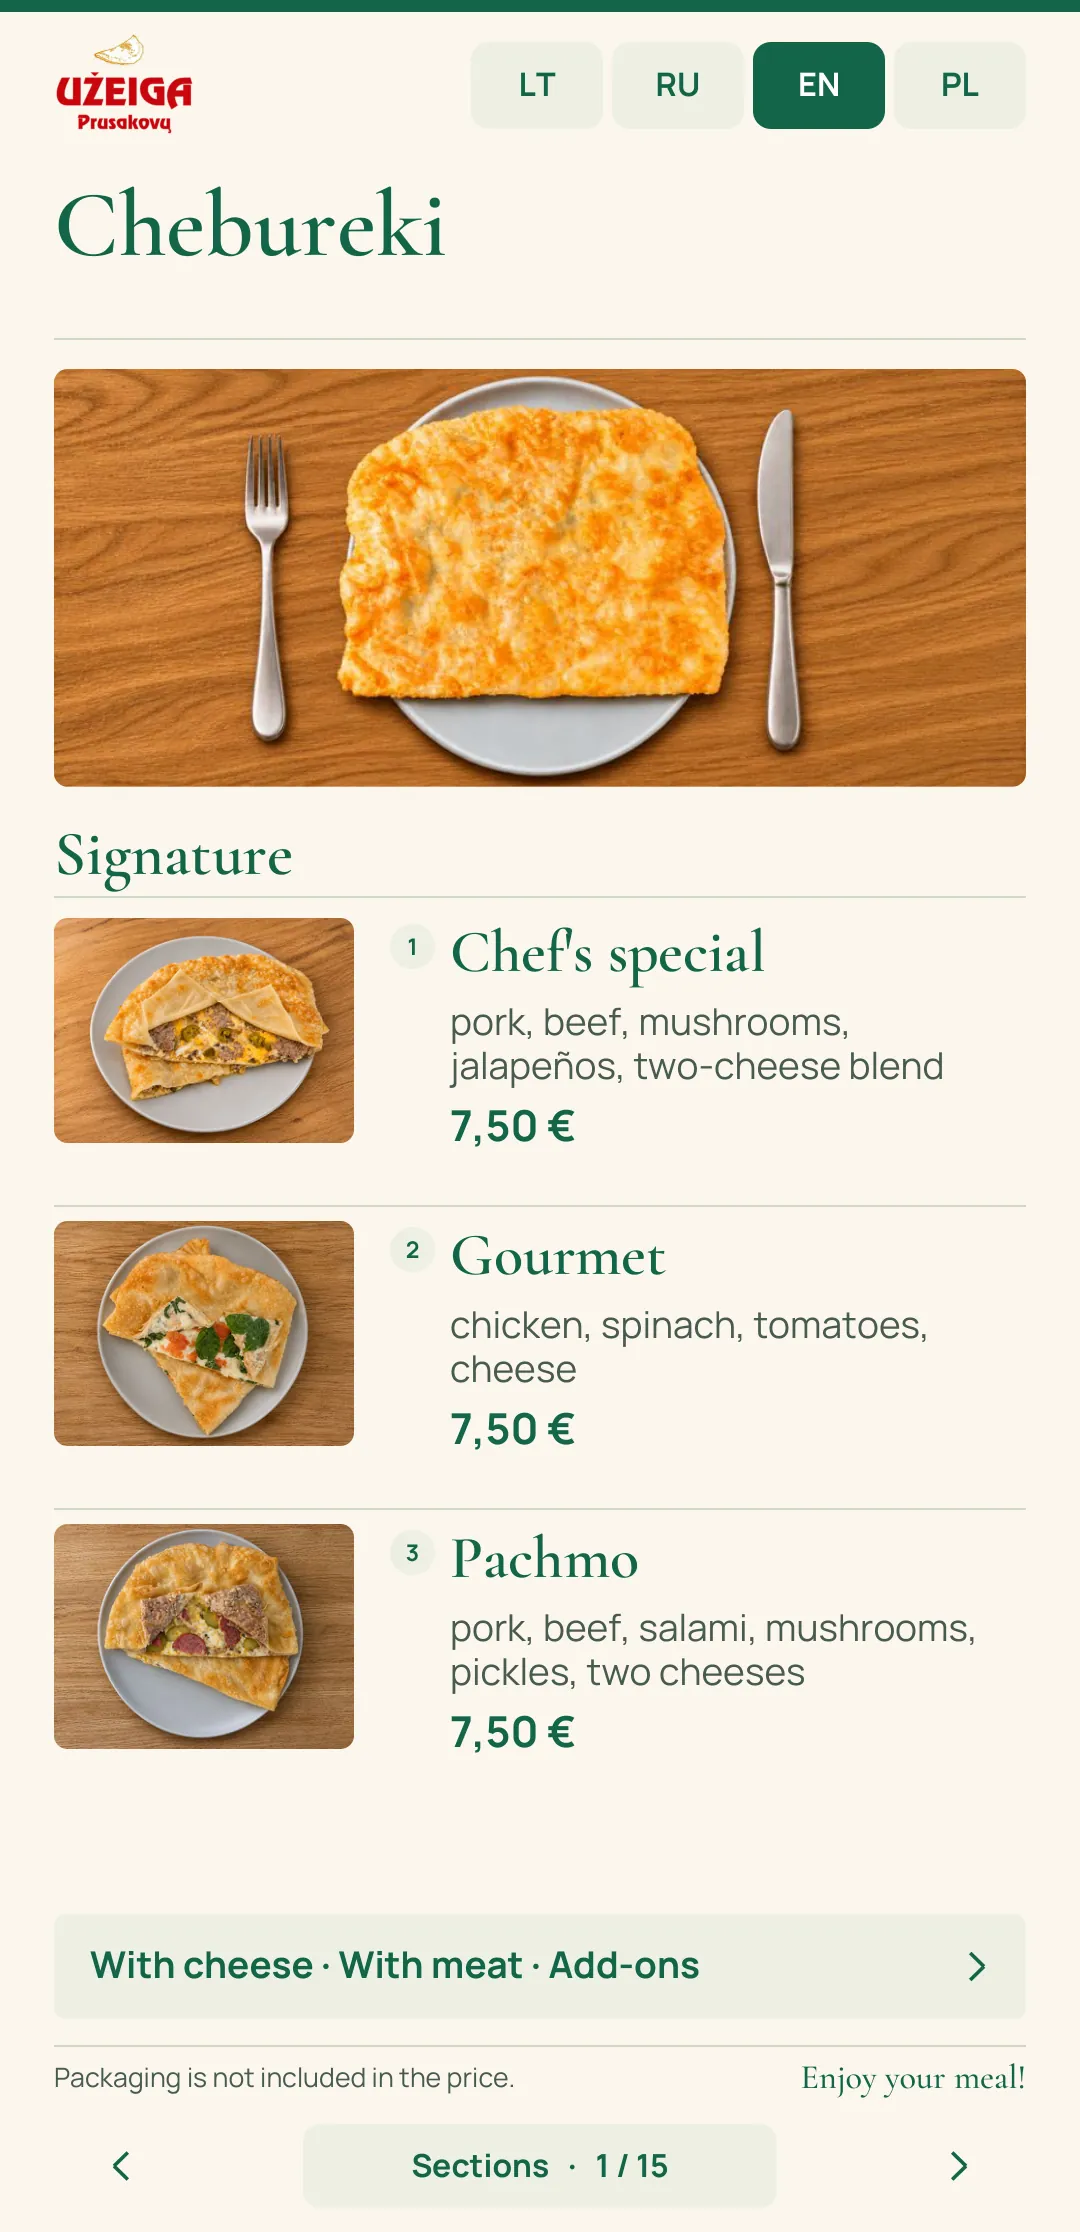 UŽEIGA
Prusakovų
LT
RU
EN
PL
Chebureki
Signature
1
Chef's special
pork, beef, mushrooms,
jalapeños, two-cheese blend
7,50 €
2
Gourmet
chicken, spinach, tomatoes,
cheese
7,50 €
3
Pachmo
pork, beef, salami, mushrooms,
pickles, two cheeses
7,50 €
With cheese · With meat · Add-ons
Packaging is not included in the price.
Enjoy your meal!
Sections · 1 / 15